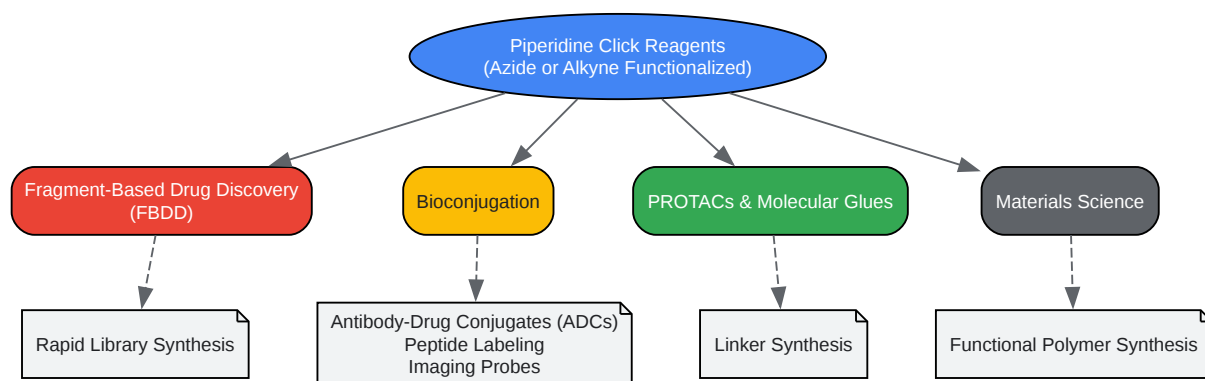 Piperidine Click Reagents
(Azide or Alkyne Functionalized)
Fragment-Based Drug Discovery
(FBDD)
Bioconjugation
PROTACs & Molecular Glues
Materials Science
Rapid Library Synthesis
Antibody-Drug Conjugates (ADCs)
Peptide Labeling
Imaging Probes
Linker Synthesis
Functional Polymer Synthesis